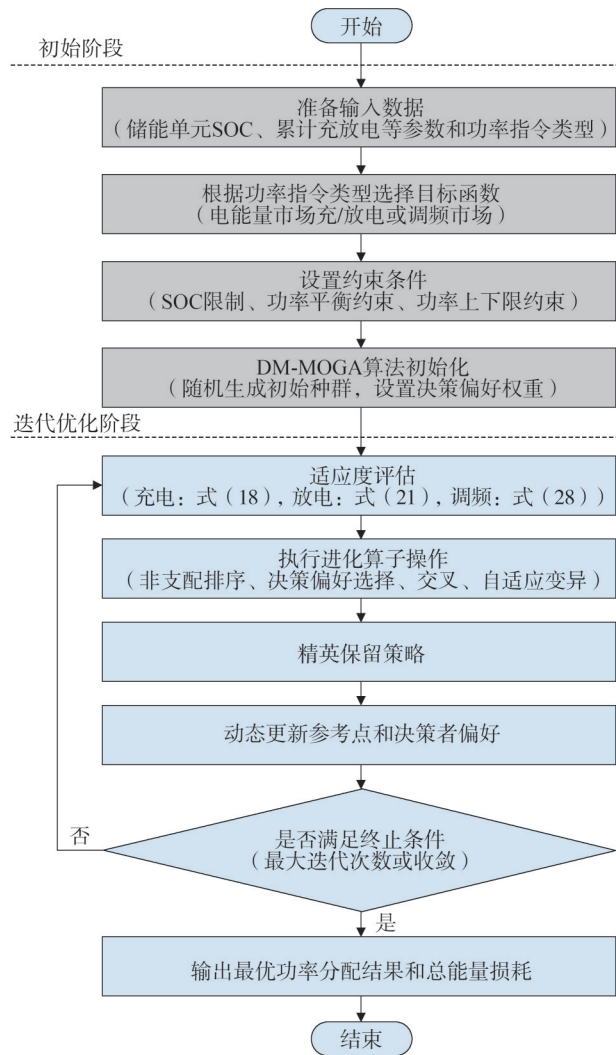 开始
初始阶段
准备输入数据
（储能单元SOC、累计充放电等参数和功率指令类型）
根据功率指令类型选择目标函数
（电能量市场充/放电或调频市场）
设置约束条件
（SOC限制、功率平衡约束、功率上下限约束）
DM-MOGA算法初始化
（随机生成初始种群，设置决策偏好权重）
迭代优化阶段
适应度评估
（充电：式（18），放电：式（21），调频：式（28））
执行进化算子操作
（非支配排序、决策偏好选择、交叉、自适应变异）
精英保留策略
动态更新参考点和决策者偏好
否
是否满足终止条件
（最大迭代次数或收敛）
是
输出最优功率分配结果和总能量损耗
结束